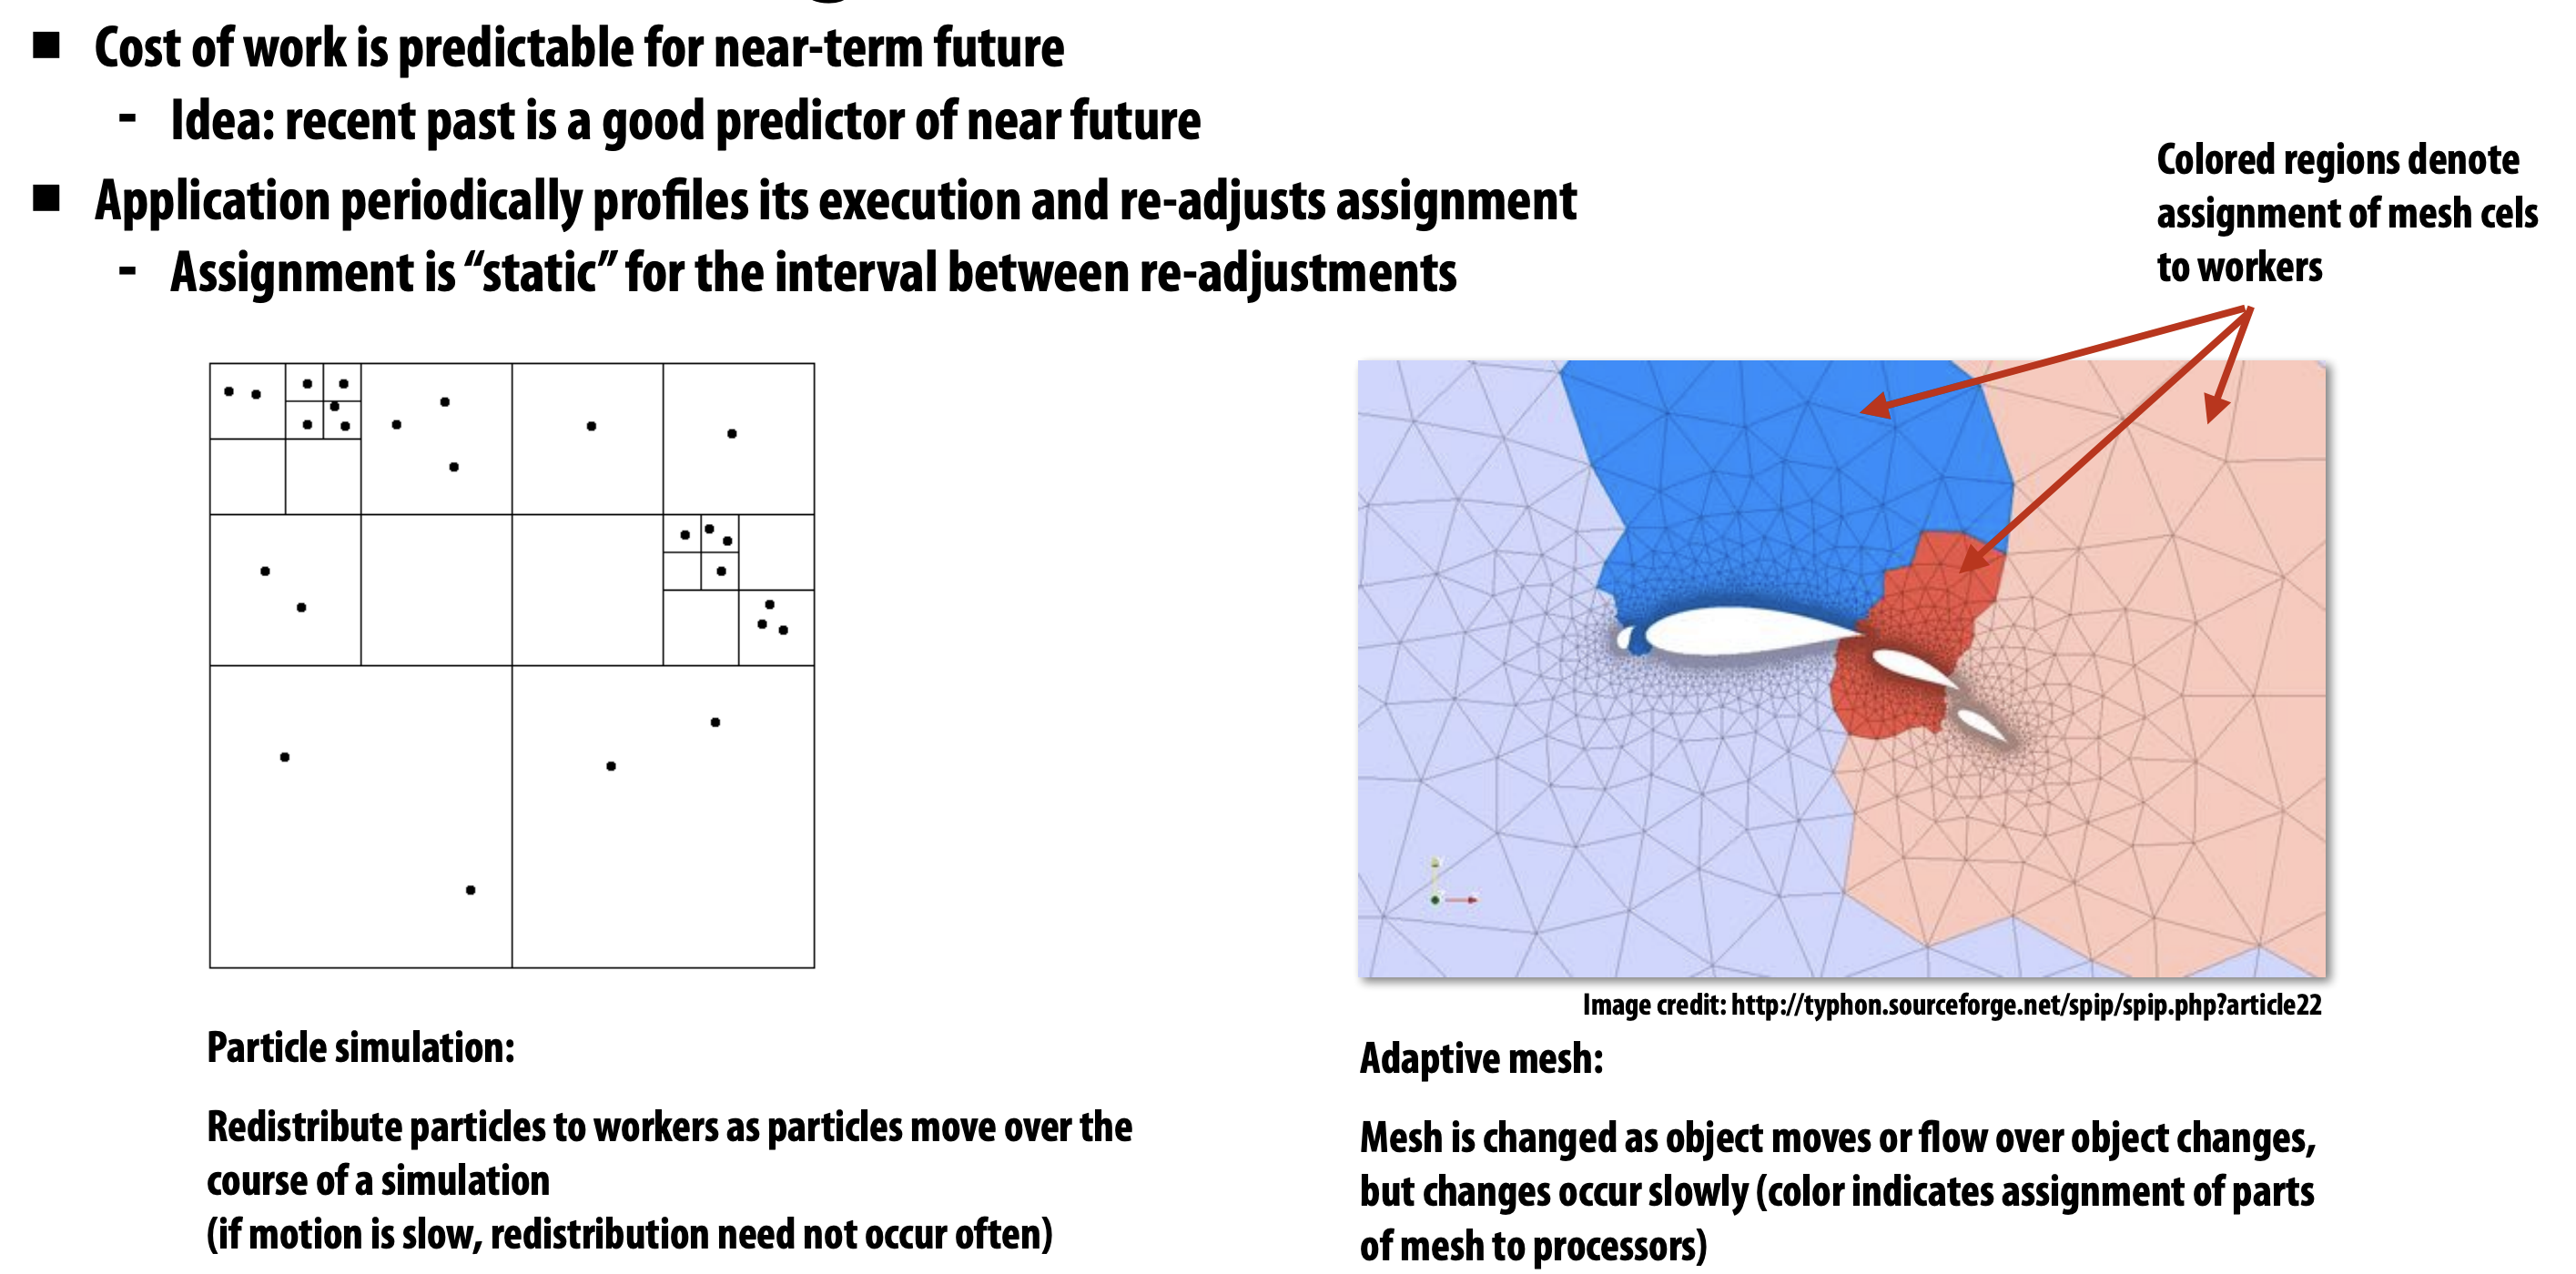 ■ Cost of work is predictable for near-term future
- Idea: recent past is a good predictor of near future
■ Application periodically profiles its execution and re-adjusts assignment
- Assignment is “static” for the interval between re-adjustments
Colored regions denote
assignment of mesh cels
to workers
Image credit: http://typhon.sourceforge.net/spip/spip.php?article22
Particle simulation:
Redistribute particles to workers as particles move over the
course of a simulation
(if motion is slow, redistribution need not occur often)
Adaptive mesh:
Mesh is changed as object moves or flow over object changes,
but changes occur slowly (color indicates assignment of parts
of mesh to processors)